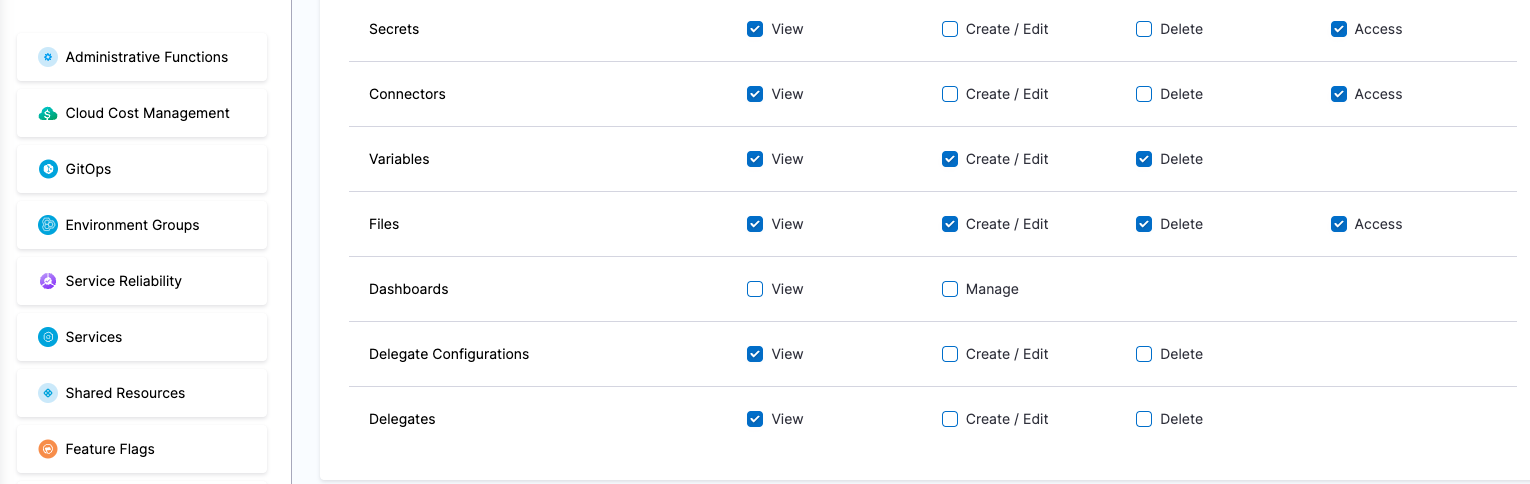 Administrative Functions
Cloud Cost Management
GitOps
Environment Groups
Service Reliability
Services
Shared Resources
Feature Flags
Secrets View Create / Edit Delete Access
Connectors View Create / Edit Delete Access
Variables View Create / Edit Delete
Files View Create / Edit Delete Access
Dashboards View Manage
Delegate Configurations View Create / Edit Delete
Delegates View Create / Edit Delete